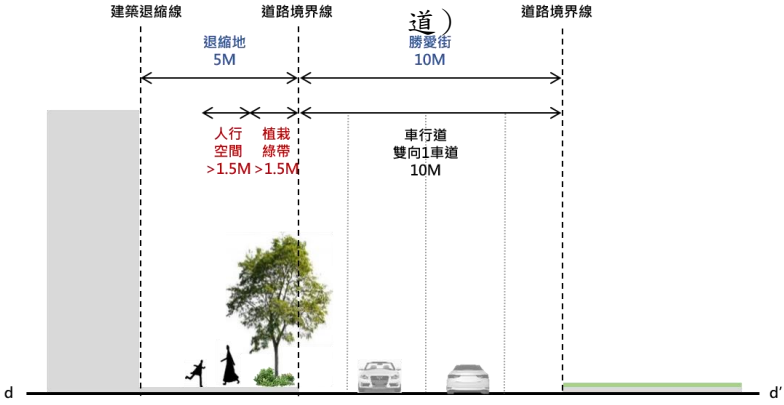 道)
建築退縮線
道路境界線
道路境界線
退縮地
5M
勝愛街
10M
人行
空間
>1.5M
植栽
綠帶
>1.5M
車行道
雙向1車道
10M
d
d’